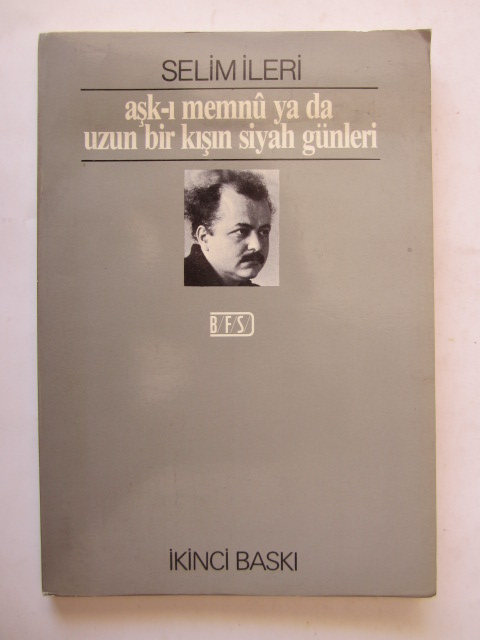 SELİM İLERİ
aşk-ı memnû ya da
uzun bir kışın siyah günleri
B/F/S/
İKİNCİ BASKI